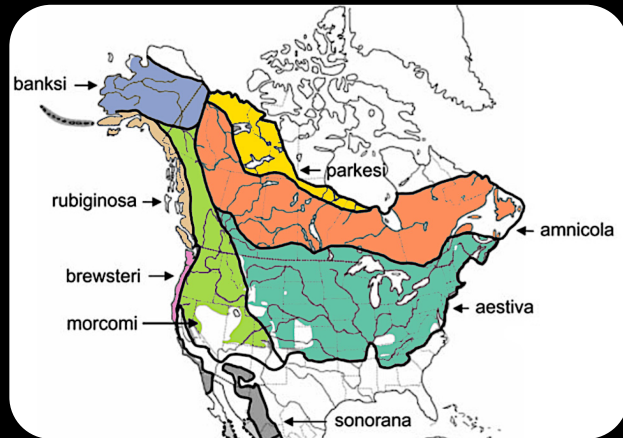 banksi
parkesi
rubiginosa
amnicola
brewsteri
aestiva
morcomi
sonorana